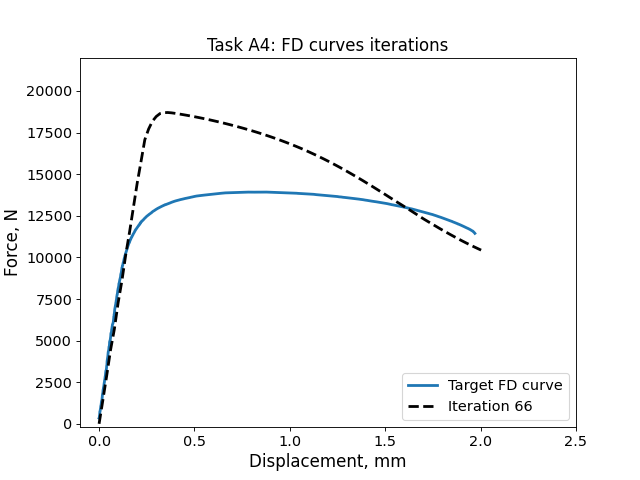 Task A4: FD curves iterations
Force, N
20000
17500
15000
12500
10000
7500
5000
2500
0
Target FD curve
Iteration 66
0.0 0.5 1.0 1.5 2.0 2.5
Displacement, mm